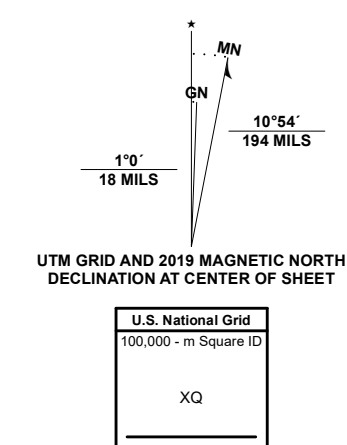 ★
MN
GN
10°54´
194 MILS
1°0´
18 MILS
UTM GRID AND 2019 MAGNETIC NORTH
DECLINATION AT CENTER OF SHEET
U.S. National Grid
100,000 - m Square ID
XQ